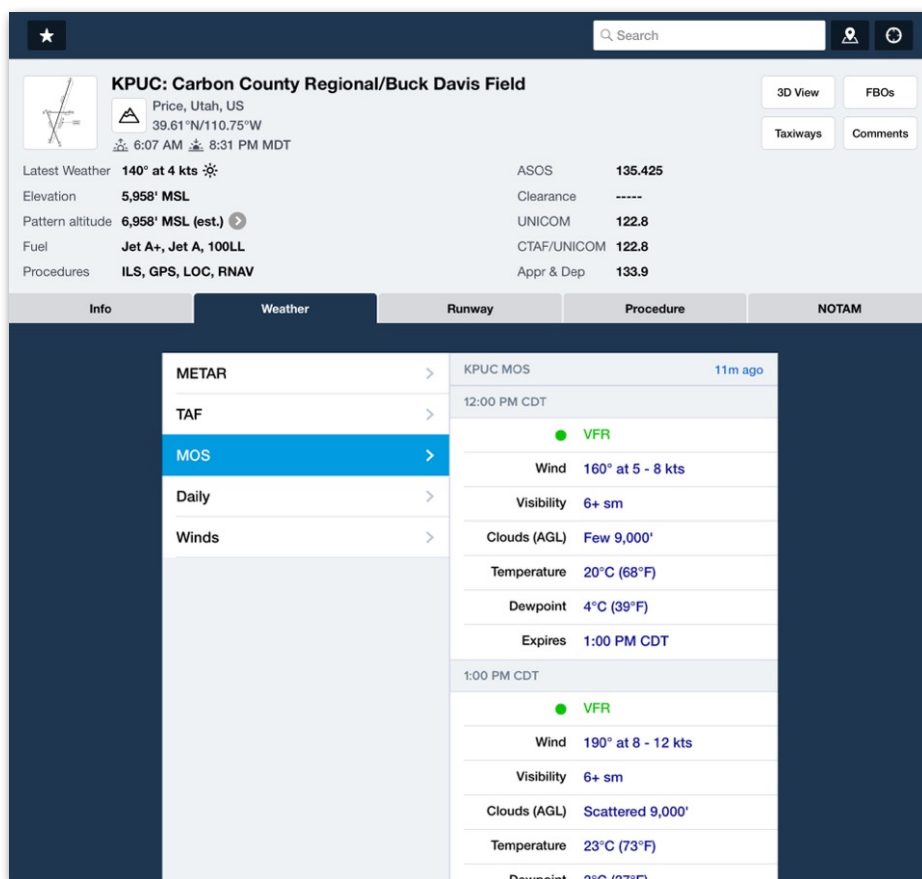 Search
KPUC: Carbon County Regional/Buck Davis Field
Price, Utah, US
39.61°N/110.75°W
6:07 AM 8:31 PM MDT
3D View
FBOs
Taxiways
Comments
Latest Weather 140° at 4 kts
Elevation 5,958' MSL
Pattern altitude 6,958' MSL (est.)
Fuel Jet A+, Jet A, 100LL
Procedures ILS, GPS, LOC, RNAV
ASOS 135.425
Clearance -----
UNICOM 122.8
CTAF/UNICOM 122.8
Appr & Dep 133.9
Info Weather Runway Procedure NOTAM
METAR
TAF
MOS
Daily
Winds
KPUC MOS 11m ago
12:00 PM CDT
VFR
Wind 160° at 5 - 8 kts
Visibility 6+ sm
Clouds (AGL) Few 9,000'
Temperature 20°C (68°F)
Dewpoint 4°C (39°F)
Expires 1:00 PM CDT
1:00 PM CDT
VFR
Wind 190° at 8 - 12 kts
Visibility 6+ sm
Clouds (AGL) Scattered 9,000'
Temperature 23°C (73°F)
Dewpoint